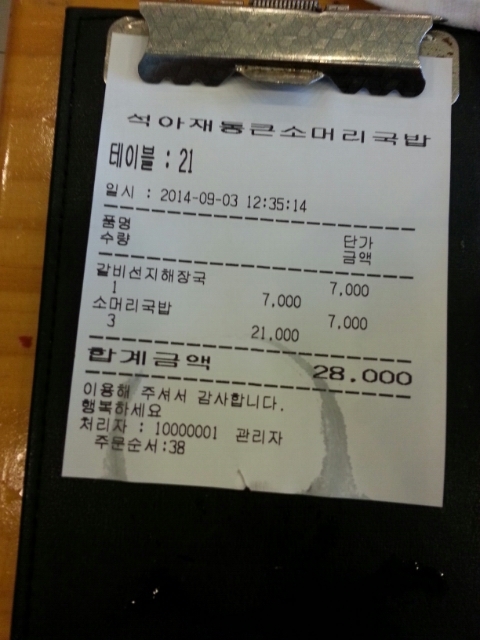 석아재통큰소머리국밥
테이블 : 21
일시 : 2014-09-03 12:35:14
품명 단가
수량 금액
갈비선지해장국 7,000
1 7,000
소머리국밥 7,000
3 21,000
합계금액 28,000
이용해 주셔서 감사합니다.
행복하세요
처리자 : 10000001 관리자
주문순서:38